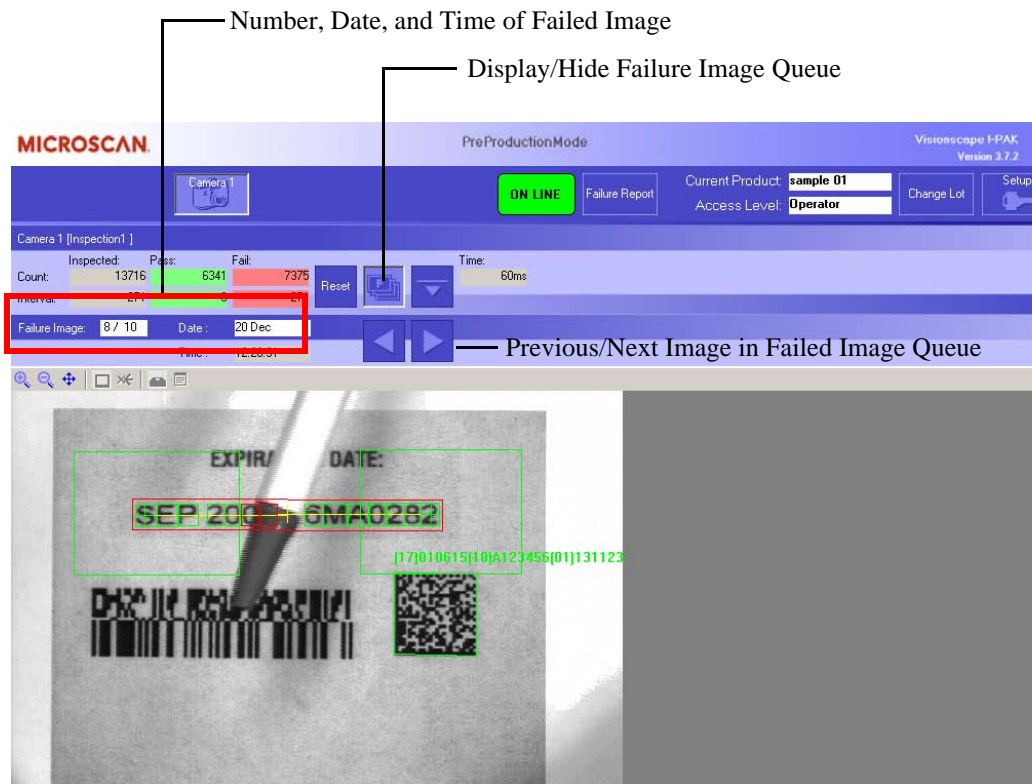 Number, Date, and Time of Failed Image
Display/Hide Failure Image Queue
MICROSCAN.
PreProductionMode
Visionscape I-PAK
Version 3.7.2
Camera 1
ON LINE
Failure Report
Current Product: sample 01
Access Level: Operator
Change Lot
Setup
Camera 1 [Inspection1 ]
Inspected: Pass: Fail: Time:
Count: 13716 6341 7375 Reset 60ms
Interval:
Failure Image: 8 / 10 Date : 20 Dec
Time :
Previous/Next Image in Failed Image Queue
DATE:
SEP 6MA0282
(17)010615(10)A123456(01)131123